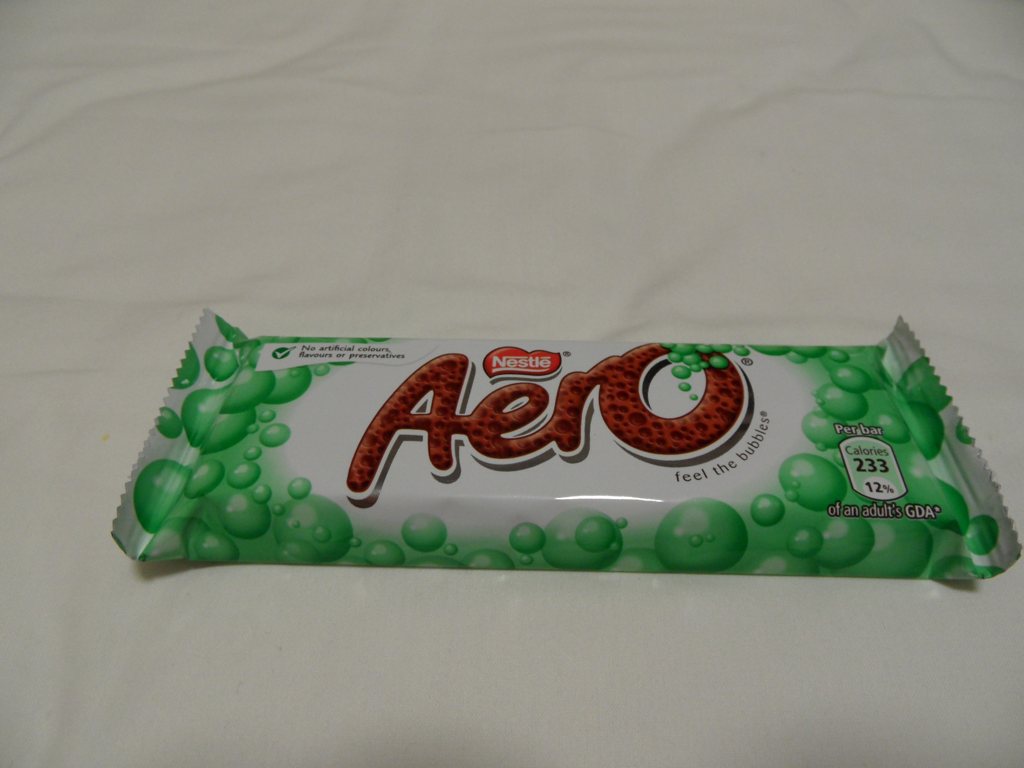 No artificial colours,
flavours or preservatives
Nestlé®
Aero®
feel the bubbles®
Per bar
Calories
233
12%
of an adult's GDA*